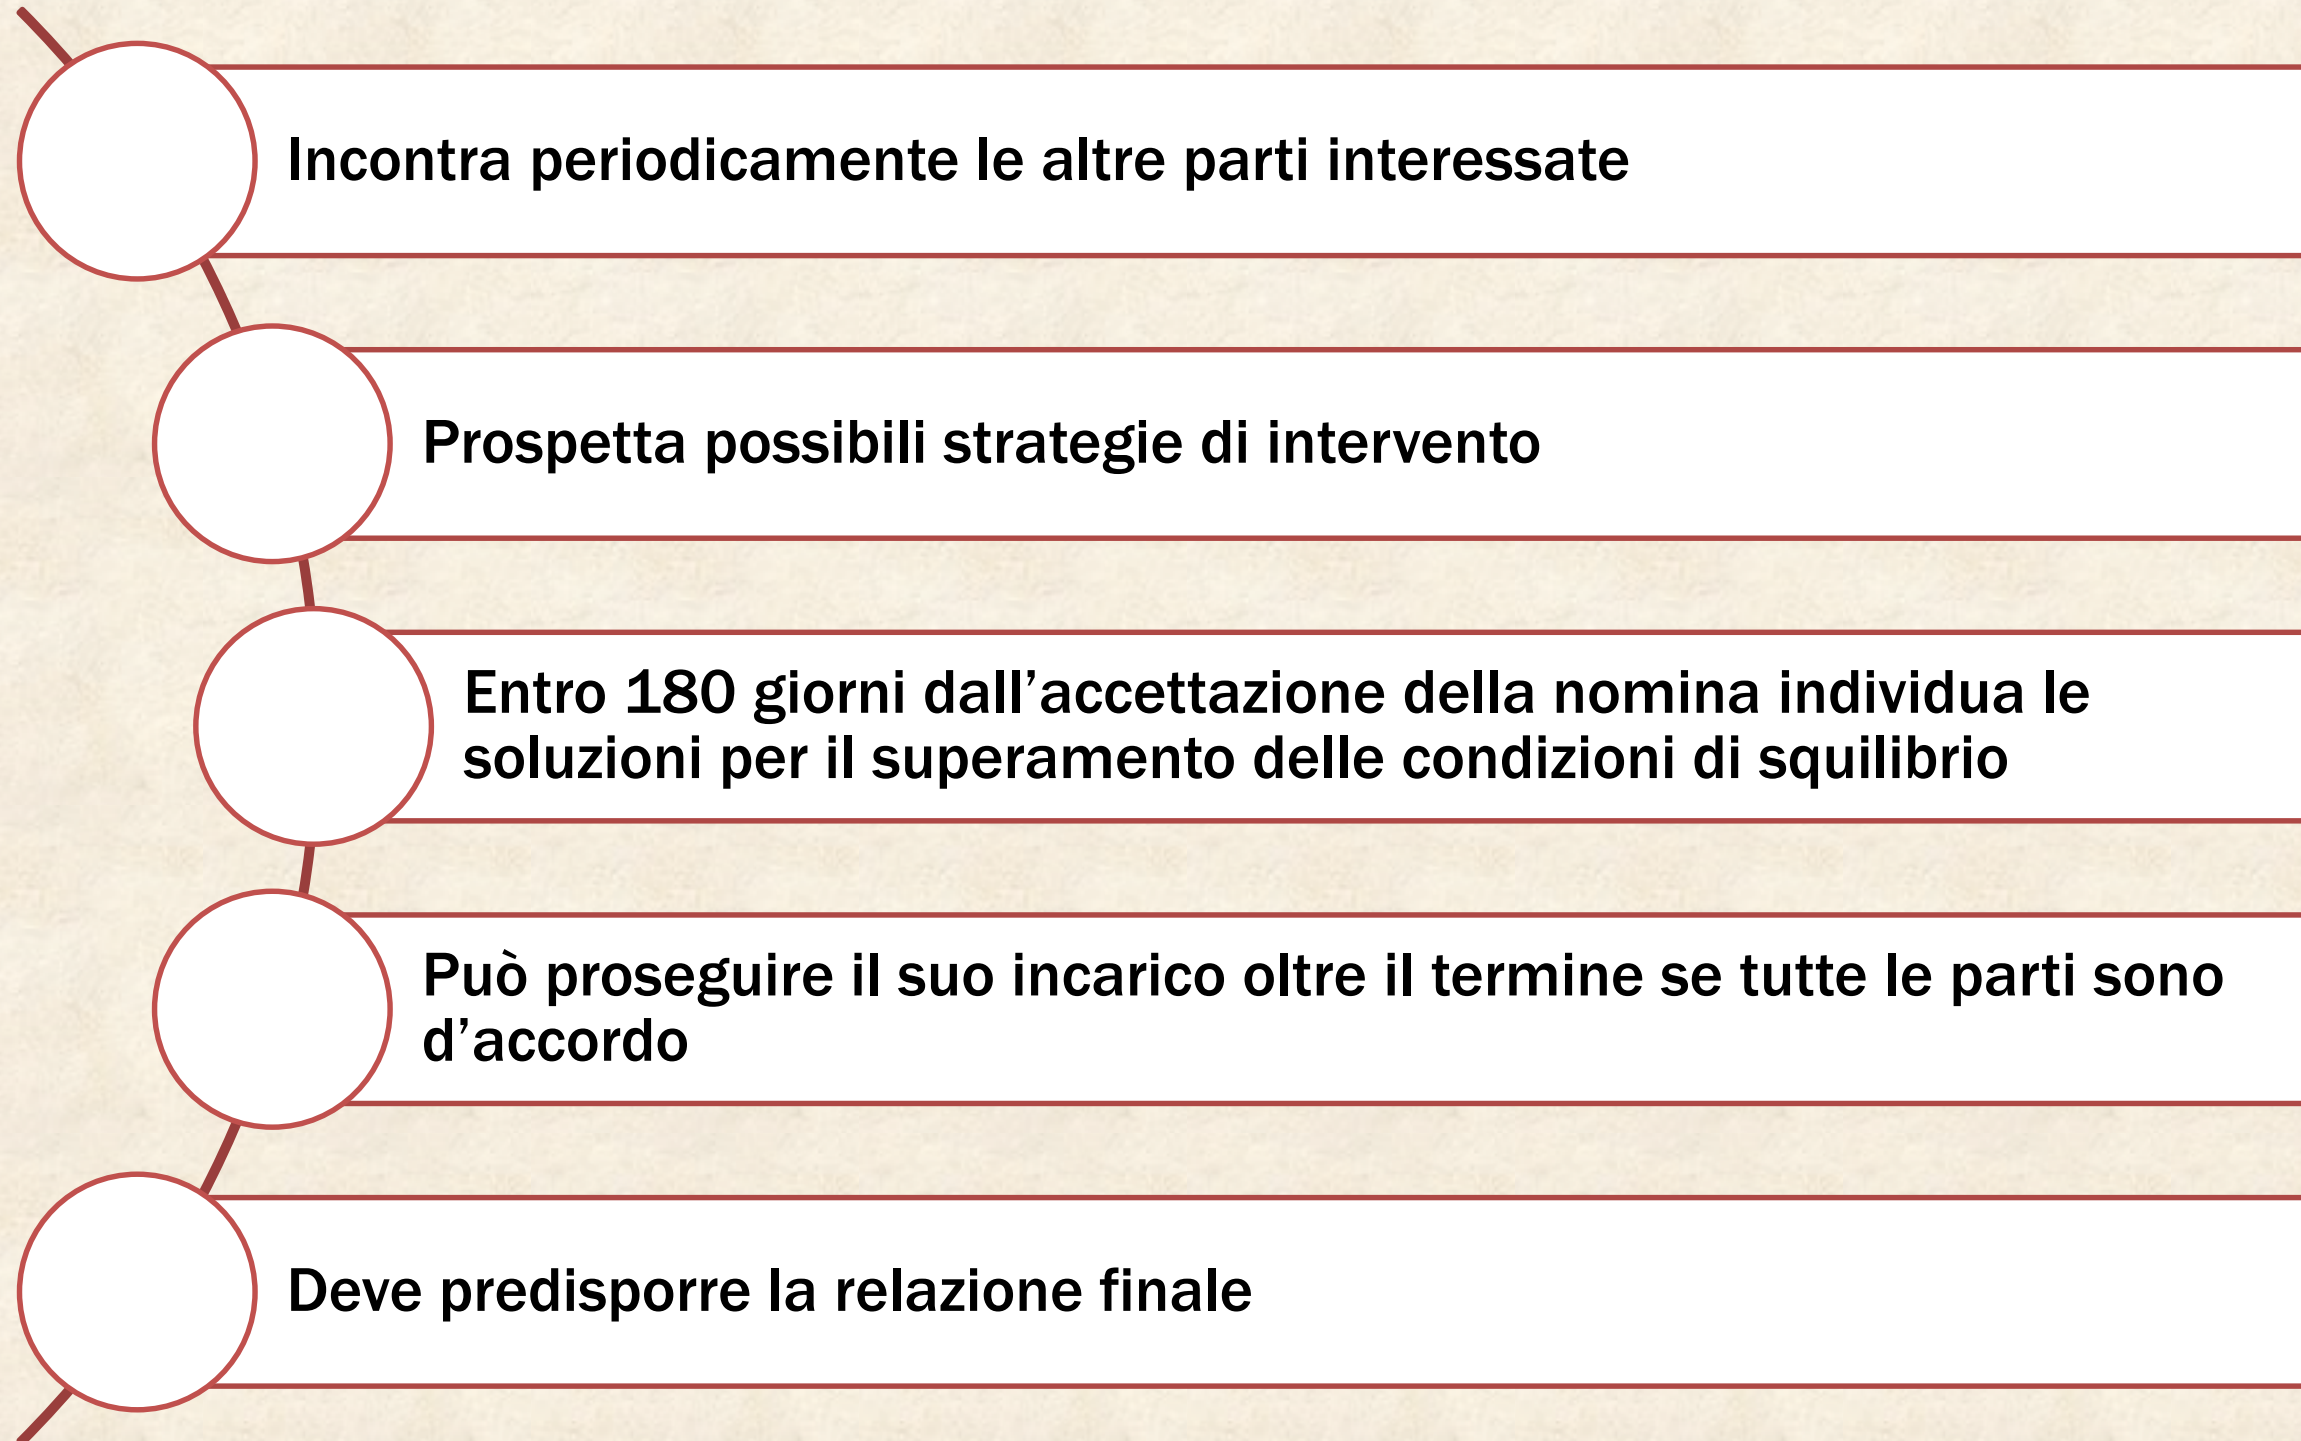 Incontra periodicamente le altre parti interessate
Prospetta possibili strategie di intervento
Entro 180 giorni dall’accettazione della nomina individua le
soluzioni per il superamento delle condizioni di squilibrio
Può proseguire il suo incarico oltre il termine se tutte le parti sono
d’accordo
Deve predisporre la relazione finale